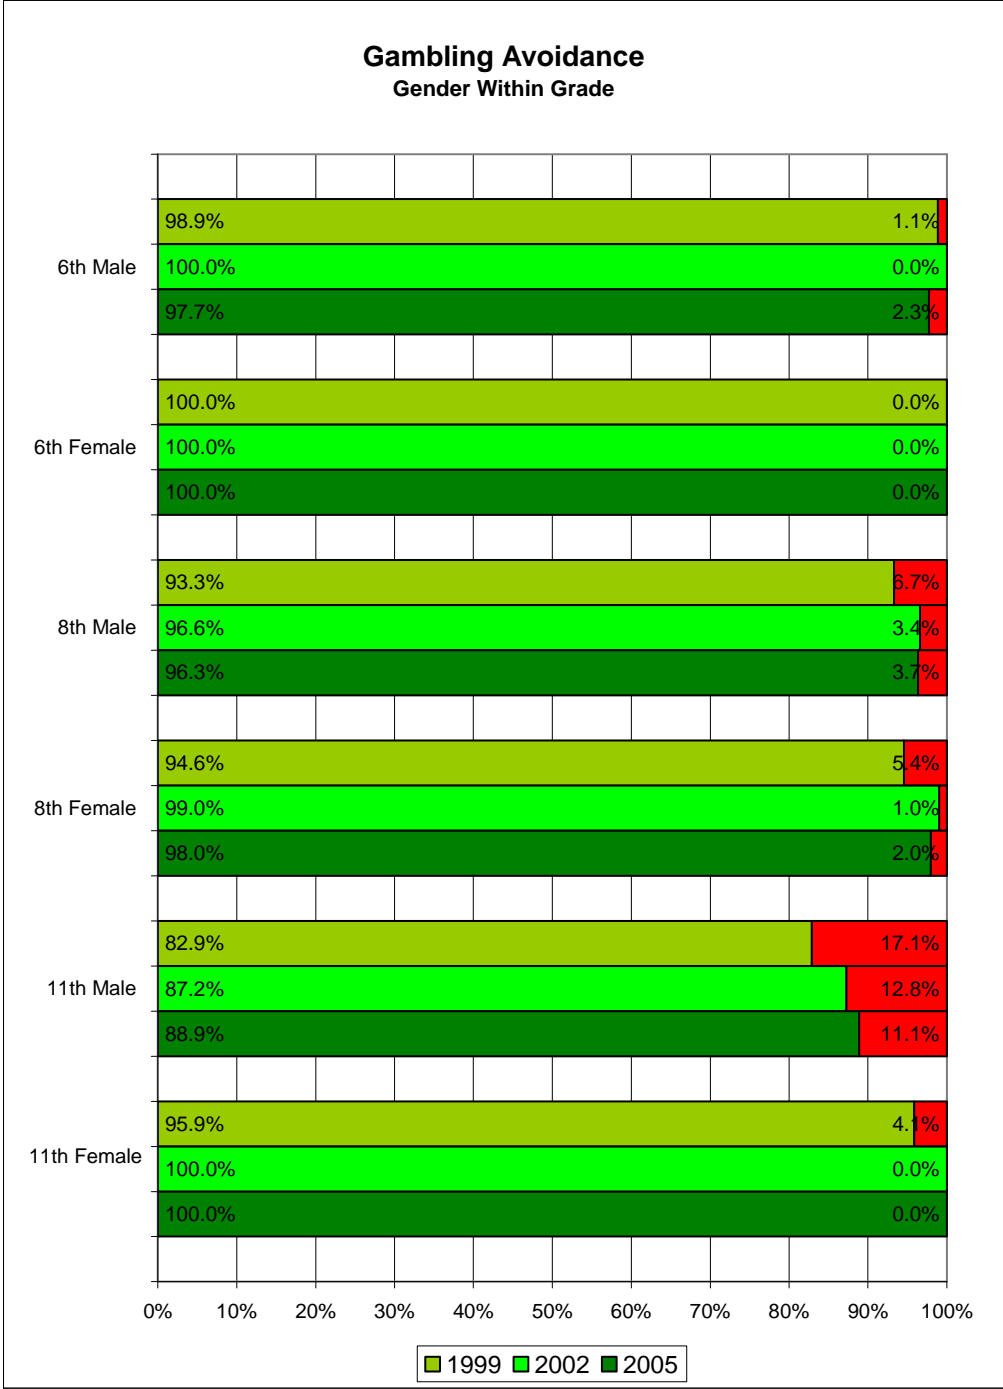 Gambling Avoidance
Gender Within Grade
98.9% 1.1%
6th Male 100.0% 0.0%
97.7% 2.3%
100.0% 0.0%
6th Female 100.0% 0.0%
100.0% 0.0%
93.3% 6.7%
8th Male 96.6% 3.4%
96.3% 3.7%
94.6% 5.4%
8th Female 99.0% 1.0%
98.0% 2.0%
82.9% 17.1%
11th Male 87.2% 12.8%
88.9% 11.1%
95.9% 4.1%
11th Female 100.0% 0.0%
100.0% 0.0%
0% 10% 20% 30% 40% 50% 60% 70% 80% 90% 100%
1999 2002 2005